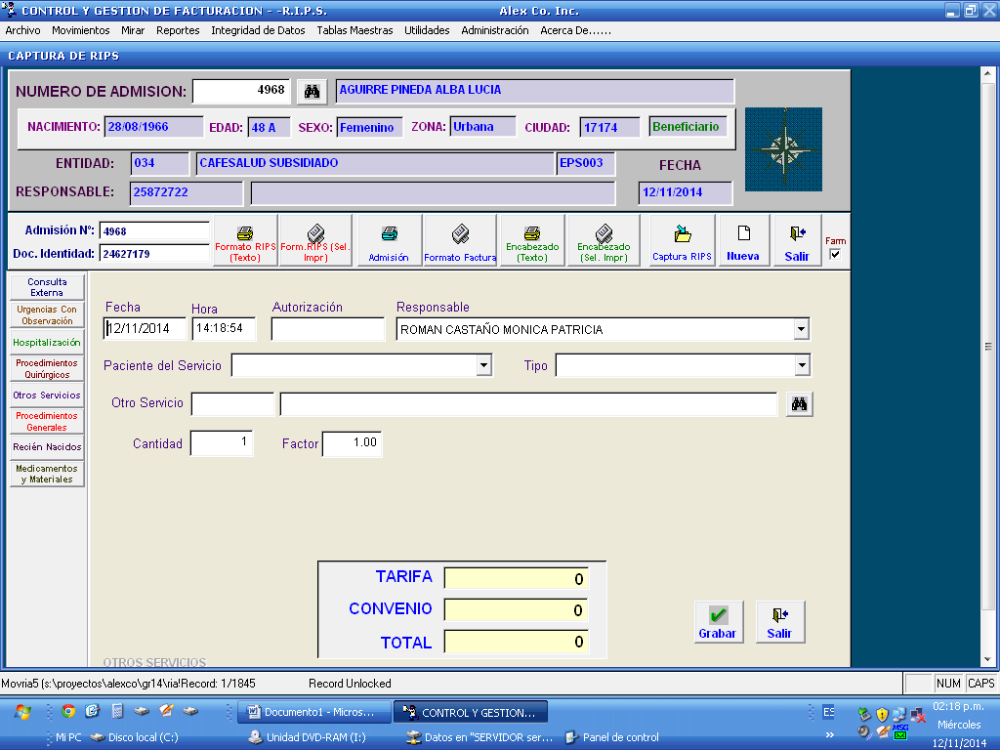 CONTROL Y GESTION DE FACTURACION - -R.I.P.S. Alex Co. Inc.
Archivo Movimientos Mirar Reportes Integridad de Datos Tablas Maestras Utilidades Administración Acerca De......
CAPTURA DE RIPS
NUMERO DE ADMISION: 4968 AGUIRRE PINEDA ALBA LUCIA
NACIMIENTO: 28/08/1966 EDAD: 48 A SEXO: Femenino ZONA: Urbana CIUDAD: 17174 Beneficiario
ENTIDAD: 034 CAFESALUD SUBSIDIADO EPS003 FECHA
RESPONSABLE: 25872722 12/11/2014
Admisión Nº: 4968
Doc. Identidad: 24627179
Formato RIPS (Texto)
Form.RIPS (Sel. Impr)
Admisión
Formato Factura
Encabezado (Texto)
Encabezado (Sel. Impr)
Captura RIPS
Nueva
Salir
Farm
Consulta Externa
Urgencias Con Observación
Hospitalización
Procedimientos Quirúrgicos
Otros Servicios
Procedimientos Generales
Recién Nacidos
Medicamentos y Materiales
Fecha Hora Autorización Responsable
12/11/2014 14:18:54 ROMAN CASTAÑO MONICA PATRICIA
Paciente del Servicio Tipo
Otro Servicio
Cantidad 1 Factor 1.00
TARIFA 0
CONVENIO 0
TOTAL 0
Grabar Salir
OTROS SERVICIOS
Movria5 (s:\proyectos\alexco\gr14\ria!Record: 1/1845 Record Unlocked NUM CAPS
Documento1 - Micros... CONTROL Y GESTION... ES 02:18 p.m.
MSG Miércoles
Mi PC Disco local (C:) Unidad DVD-RAM (I:) Datos en "SERVIDOR ser... Panel de control » 12/11/2014